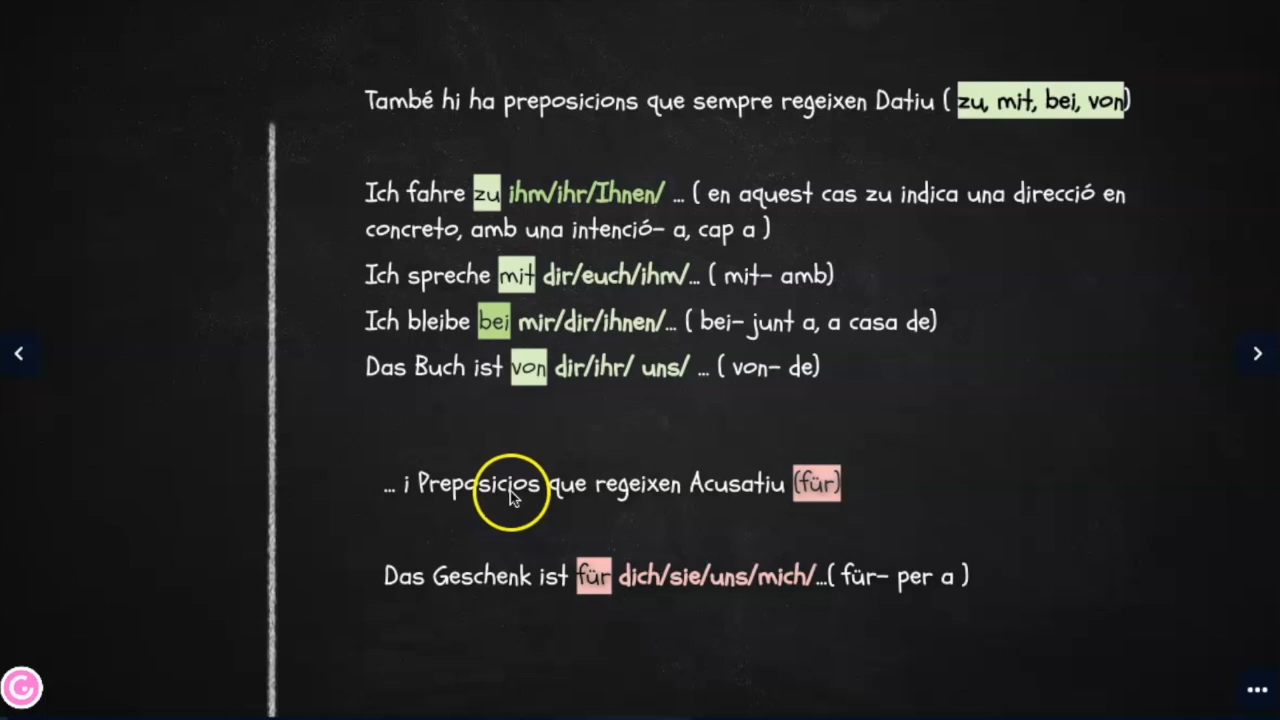 També hi ha preposicions que sempre regeixen Datiu ( zu, mit, bei, von)
Ich fahre zu ihm/ihr/Ihnen/ ... ( en aquest cas zu indica una direcció en
concreto, amb una intenció- a, cap a )
Ich spreche mit dir/euch/ihm/... ( mit- amb)
Ich bleibe bei mir/dir/ihnen/... ( bei- junt a, a casa de)
Das Buch ist von dir/ihr/ uns/ ... ( von- de)
... i Preposicios que regeixen Acusatiu (für)
Das Geschenk ist für dich/sie/uns/mich/...( für- per a )